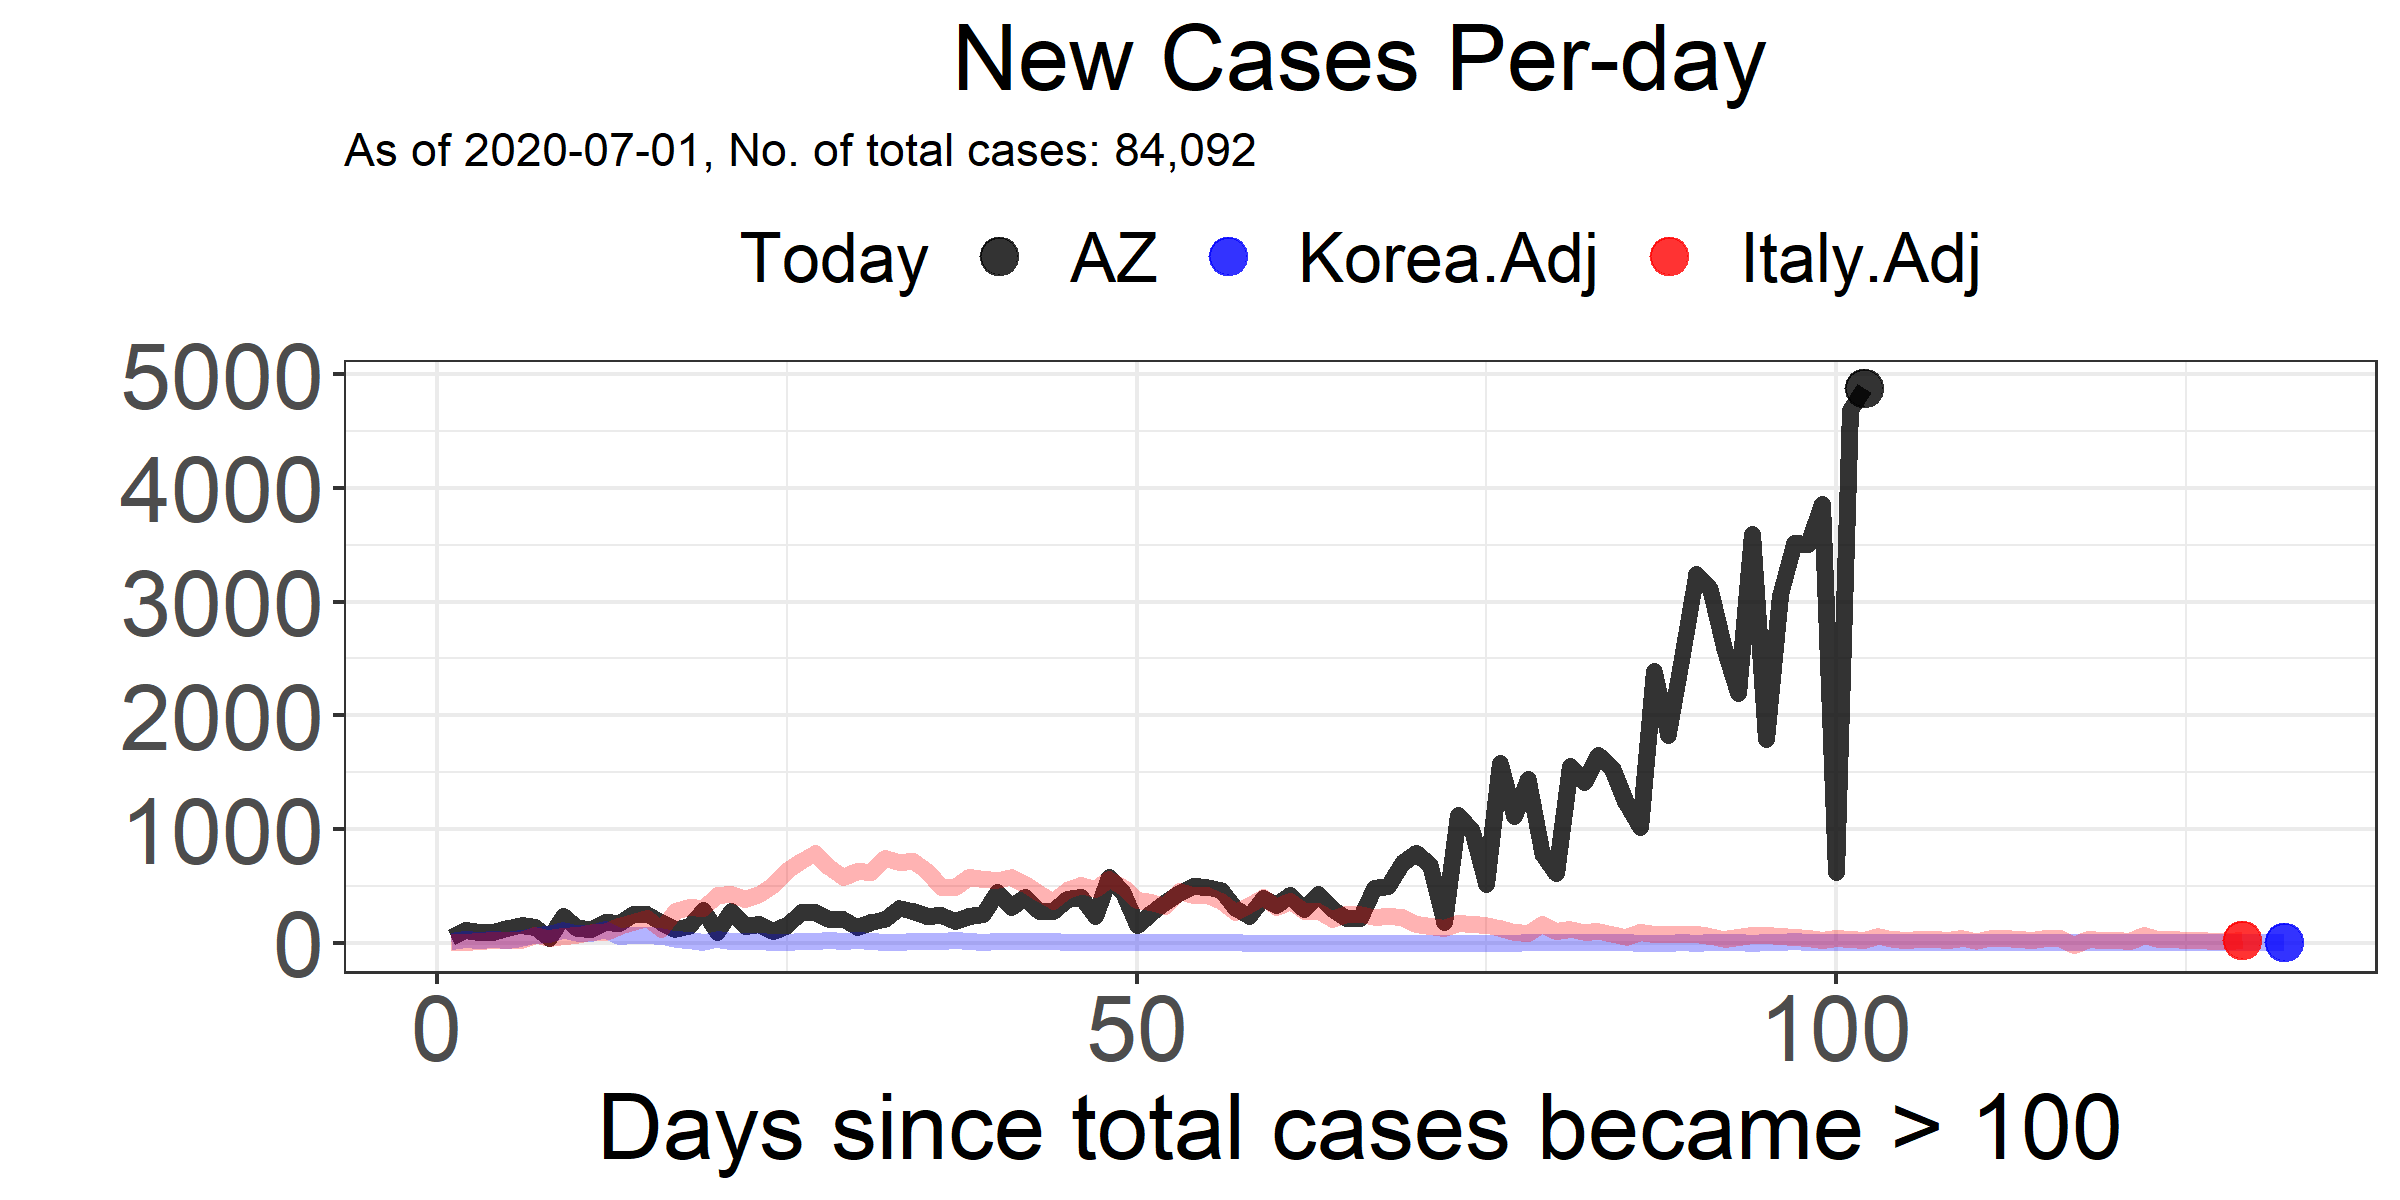 New Cases Per-day
As of 2020-07-01, No. of total cases: 84,092
Today AZ Korea.Adj Italy.Adj
5000
4000
3000
2000
1000
0
0 50 100
Days since total cases became > 100